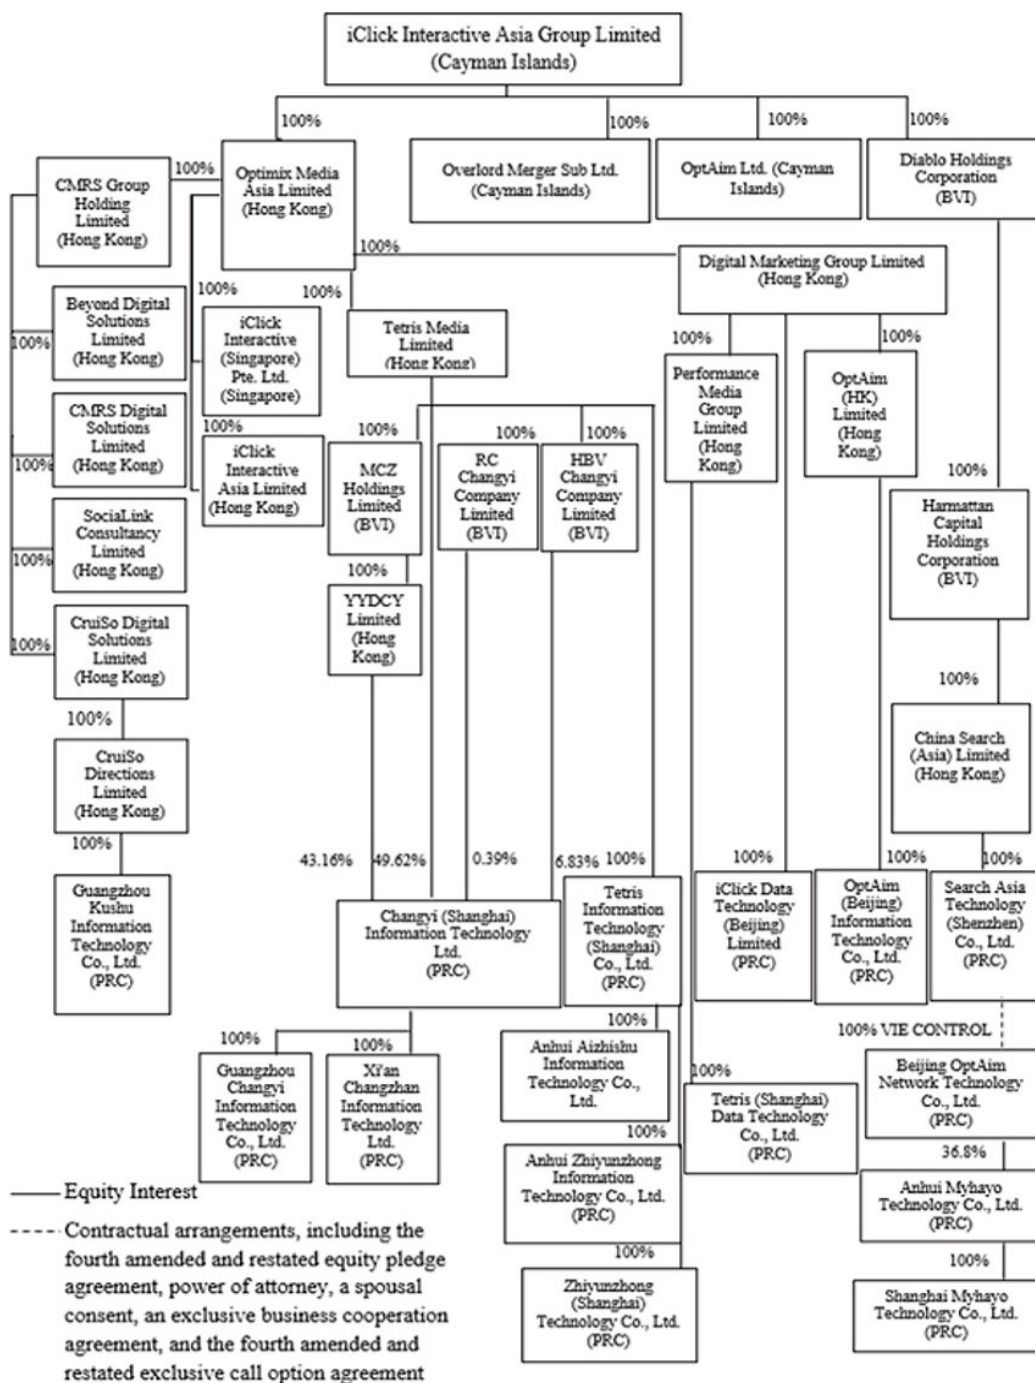 iClick Interactive Asia Group Limited
(Cayman Islands)
100%
100%
100%
100%
100%
CMRS Group
Holding
Limited
(Hong Kong)
Optimix Media
Asia Limited
(Hong Kong)
Overlord Merger Sub Ltd.
(Cayman Islands)
OptAim Ltd. (Cayman
Islands)
Diablo Holdings
Corporation
(BVI)
100%
Digital Marketing Group Limited
(Hong Kong)
100%
100%
Beyond Digital
Solutions
Limited
(Hong Kong)
100%
iClick
Interactive
(Singapore)
Pte. Ltd.
(Singapore)
Tetris Media
Limited
(Hong Kong)
100%
100%
Performance
Media
Group
Limited
(Hong
Kong)
OptAim
(HK)
Limited
(Hong
Kong)
CMRS Digital
Solutions
Limited
(Hong Kong)
100%
100%
iClick
Interactive
Asia Limited
(Hong Kong)
100%
100%
100%
MCZ
Holdings
Limited
(BVI)
RC
Changyi
Company
Limited
(BVI)
HBV
Changyi
Company
Limited
(BVI)
100%
Harmattan
Capital
Holdings
Corporation
(BVI)
SociaLink
Consultancy
Limited
(Hong Kong)
100%
100%
YYDCY
Limited
(Hong
Kong)
CruiSo Digital
Solutions
Limited
(Hong Kong)
100%
100%
100%
China Search
(Asia) Limited
(Hong Kong)
CruiSo
Directions
Limited
(Hong Kong)
100%
43.16%
49.62%
0.39%
6.83%
100%
100%
100%
100%
Guangzhou
Kushu
Information
Technology
Co., Ltd.
(PRC)
Changyi (Shanghai)
Information Technology
Ltd.
(PRC)
Tetris
Information
Technology
(Shanghai)
Co., Ltd.
(PRC)
iClick Data
Technology
(Beijing)
Limited
(PRC)
OptAim
(Beijing)
Information
Technology
Co., Ltd.
(PRC)
Search Asia
Technology
(Shenzhen)
Co., Ltd.
(PRC)
100%
100%
100%
100% VIE CONTROL
Guangzhou
Changyi
Information
Technology
Co., Ltd.
(PRC)
Xi'an
Changzhan
Information
Technology
Ltd.
(PRC)
Anhui Aizhishu
Information
Technology Co.,
Ltd.
100%
Tetris (Shanghai)
Data Technology
Co., Ltd.
(PRC)
Beijing OptAim
Network Technology
Co., Ltd.
(PRC)
100%
36.8%
Anhui Zhiyunzhong
Information
Technology Co., Ltd.
(PRC)
Anhui Myhayo
Technology Co., Ltd.
(PRC)
100%
100%
Zhiyunzhong
(Shanghai)
Technology Co., Ltd.
(PRC)
Shanghai Myhayo
Technology Co., Ltd.
(PRC)
Equity Interest
Contractual arrangements, including the
fourth amended and restated equity pledge
agreement, power of attorney, a spousal
consent, an exclusive business cooperation
agreement, and the fourth amended and
restated exclusive call option agreement